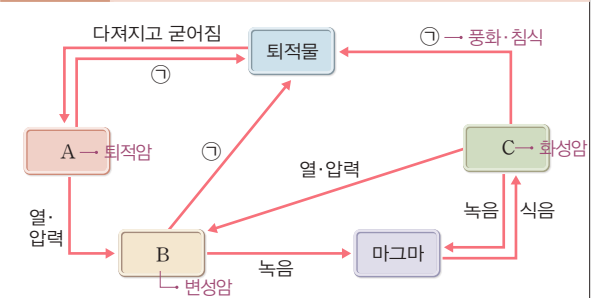 다져지고 굳어짐
퇴적물
㉠ 풍화·침식
㉠
A 퇴적암
㉠
C 화성암
열·압력
열·
압력
녹음
식음
B
마그마
녹음
변성암